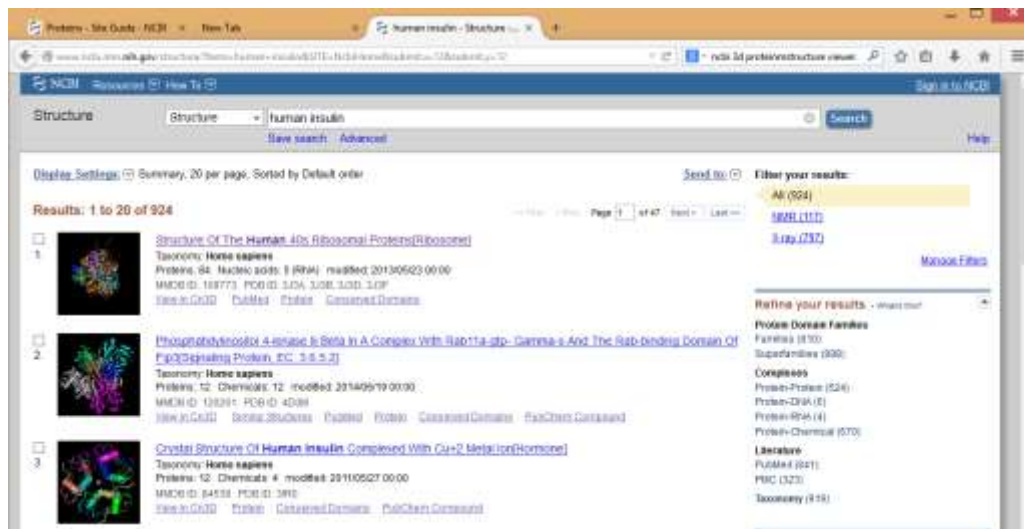 Proteins - Site Guide - NCBI
New Tab
human insulin - Structure
NCBI Resources How To Sign in to NCBI
Structure Structure human insulin Search
Save search Advanced Help
Display Settings: Summary, 20 per page, Sorted by Default order Send to:
Filter your results:
All (924)
NMR (117)
X-ray (797)
Manage Filters
Results: 1 to 20 of 924
Page 1 of 47 Next > Last >>
1.
Structure Of The Human 40s Ribosomal Proteins[Ribosome]
Taxonomy: Homo sapiens
Proteins: 84 Nucleic acids: 5 (RNA) modified: 2013/05/23 00:00
View in Cn3D PubMed Protein Conserved Domains
2.
Phosphatidylinositol 4-kinase Iii Beta In A Complex With Rab11a-gtp- Gamma-s And The Rab-binding Domain Of
Taxonomy: Homo sapiens
Proteins: 12 Chemicals: 12 modified: 2014/06/19 00:00
View in Cn3D Similar Structures PubMed Protein Conserved Domains PubChem Compound
3.
Crystal Structure Of Human Insulin Complexed With Cu+2 Metal Ion[Hormone]
Taxonomy: Homo sapiens
Proteins: 12 Chemicals: 4 modified: 2011/05/27 00:00
View in Cn3D Protein Conserved Domains PubChem Compound
Refine your results
Protein Domain Families
Families (810)
Superfamilies
Complexes
Protein-Protein (524)
Protein-DNA (6)
Protein-RNA (4)
Protein-Chemical (670)
Literature
PubMed (841)
PMC (323)
Taxonomy (919)